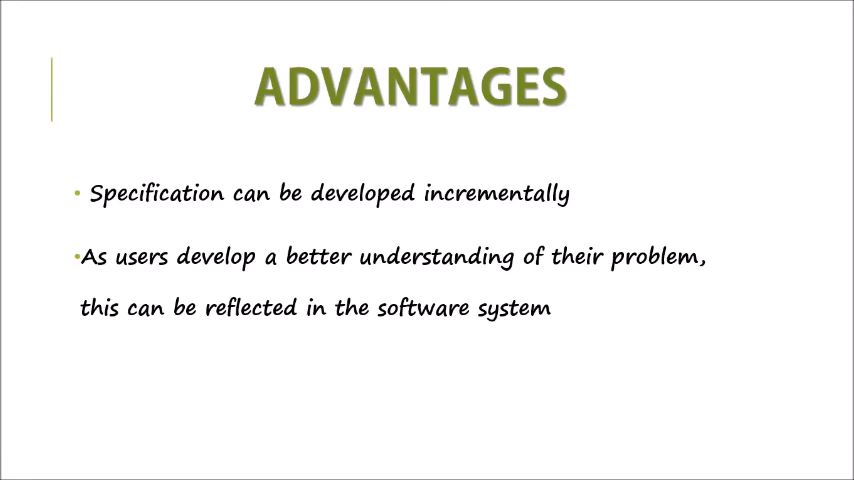 ADVANTAGES
• Specification can be developed incrementally
•As users develop a better understanding of their problem,
this can be reflected in the software system